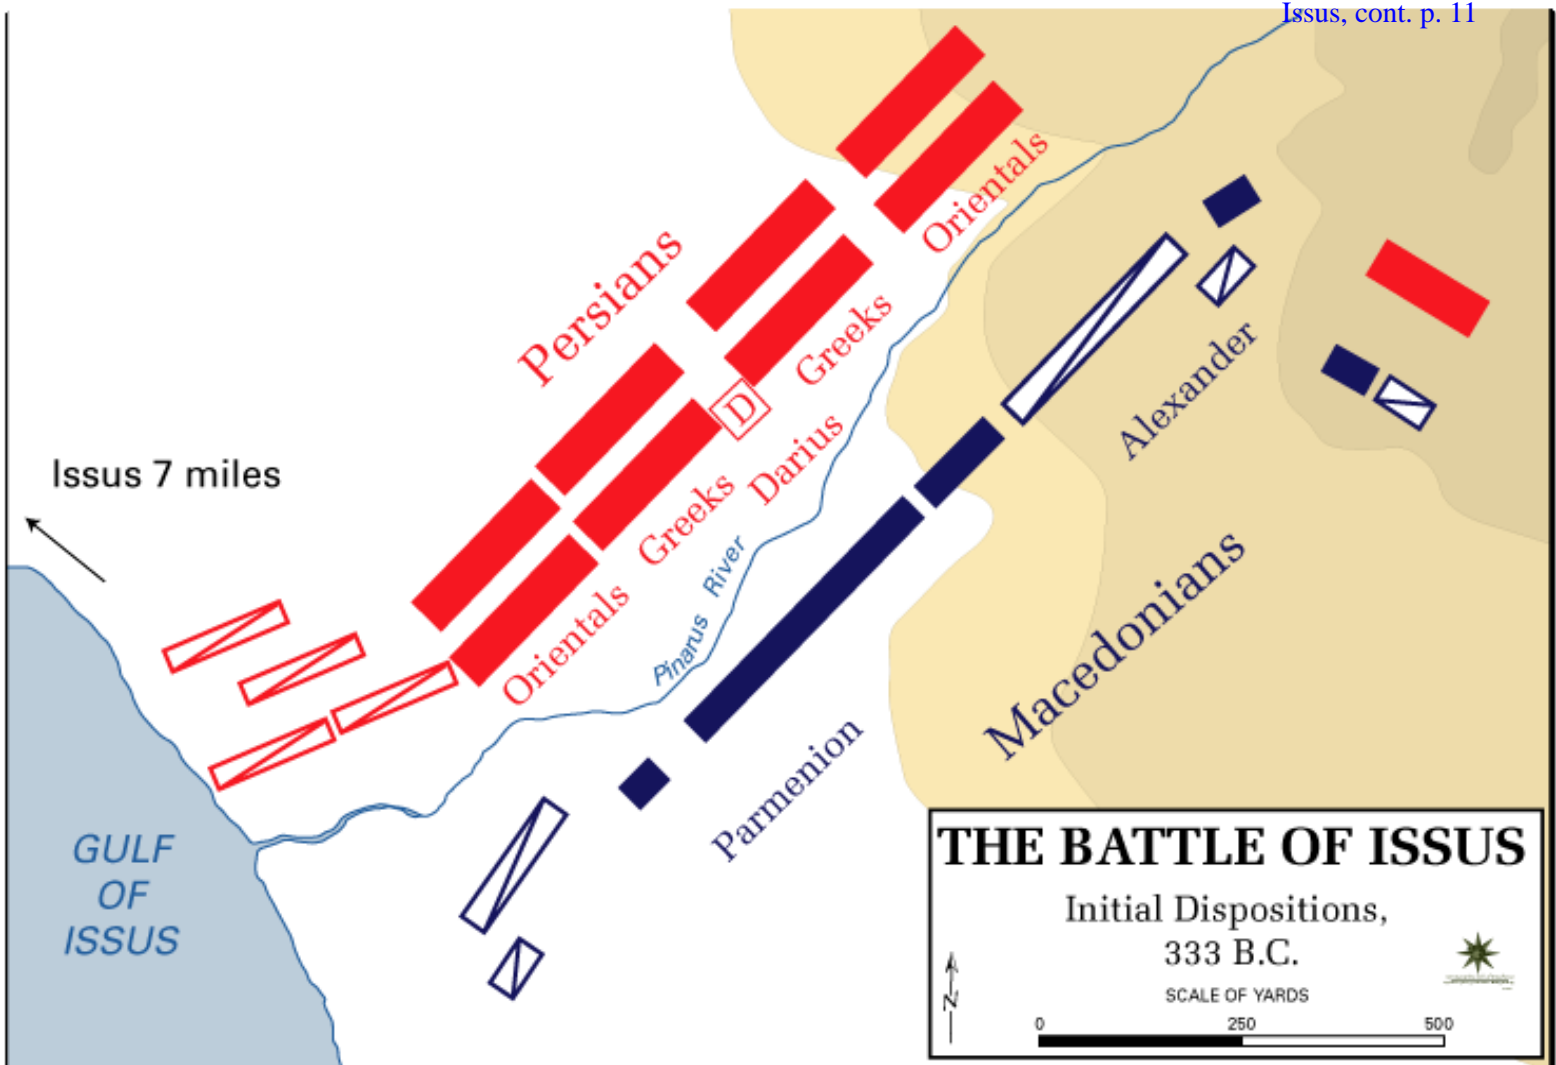 Issus, cont. p. 11
Orientals
Persians
Greeks
D
Darius
Alexander
Issus 7 miles
Greeks
Pinarus River
Orientals
Macedonians
Parmenion
GULF
OF
ISSUS
THE BATTLE OF ISSUS
Initial Dispositions,
333 B.C.
SCALE OF YARDS
0 250 500
N